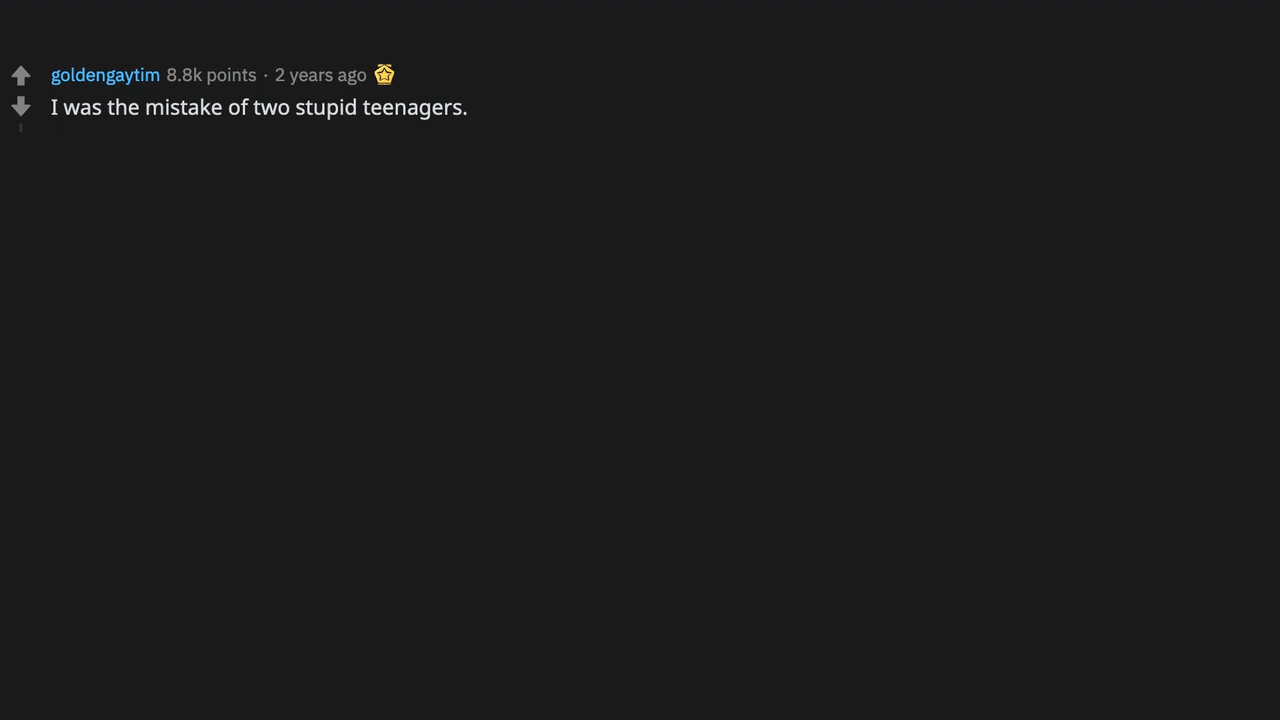 goldengaytim 8.8k points · 2 years ago
I was the mistake of two stupid teenagers.